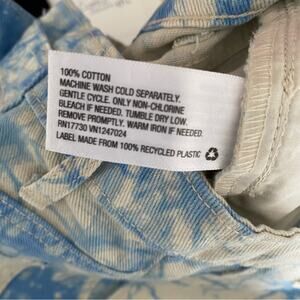 100% COTTON
MACHINE WASH COLD SEPARATELY.
GENTLE CYCLE. ONLY NON-CHLORINE
BLEACH IF NEEDED. TUMBLE DRY LOW.
REMOVE PROMPTLY. WARM IRON IF NEEDED.
RN17730 VN1247024
LABEL MADE FROM 100% RECYCLED PLASTIC